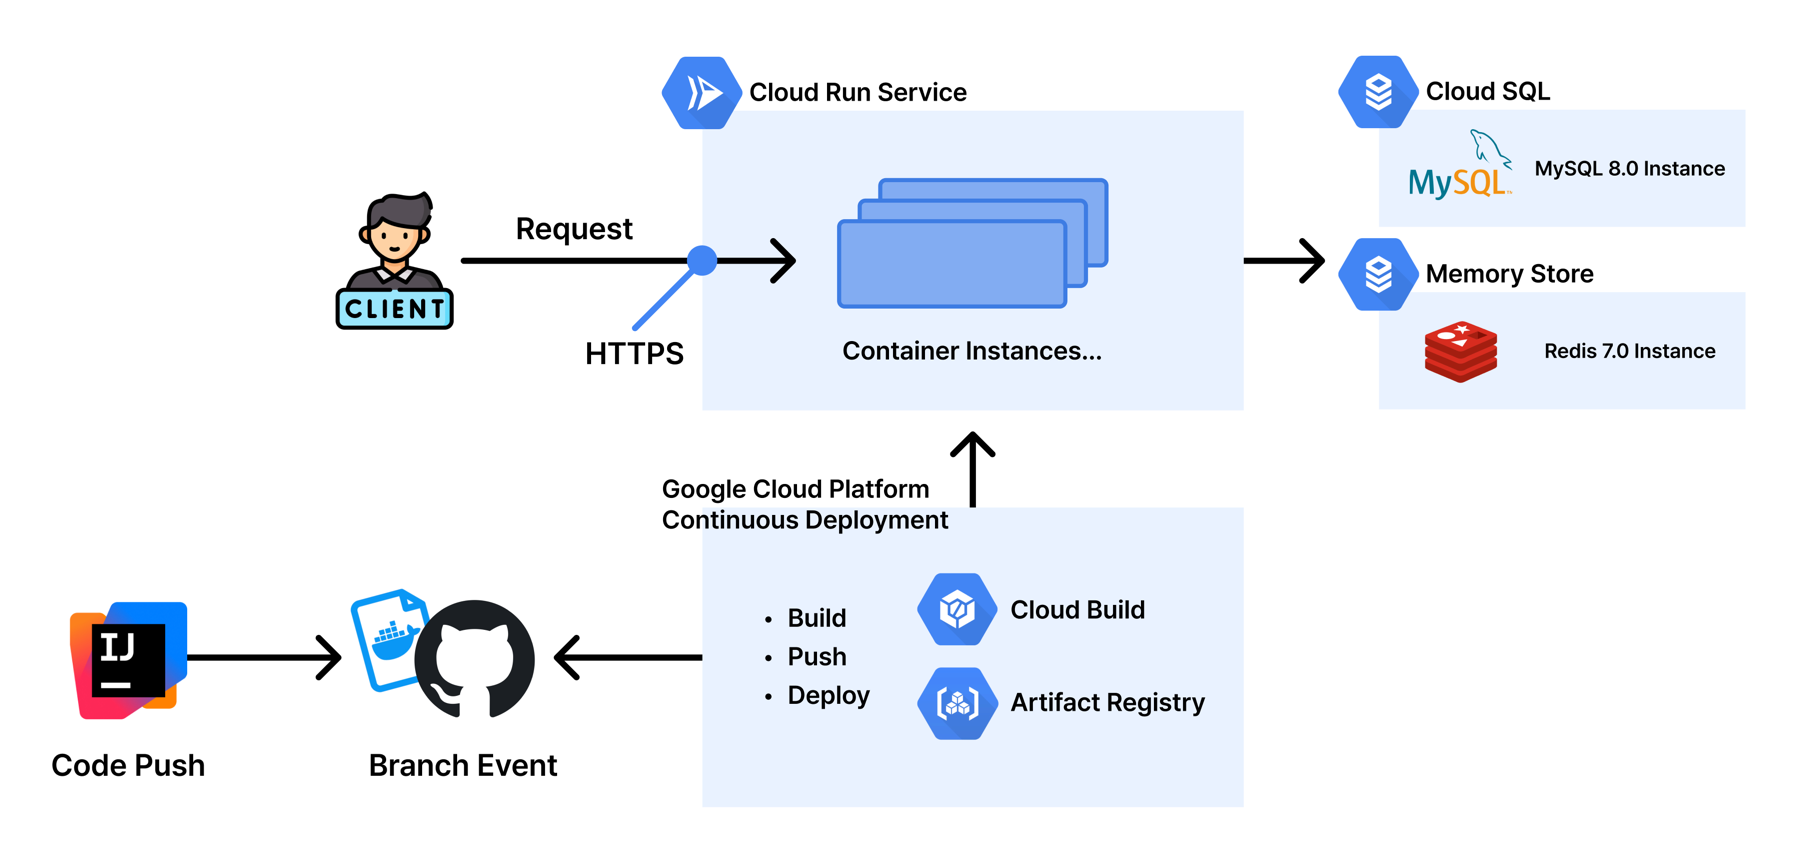 Cloud Run Service
Cloud SQL
MySQL™
MySQL 8.0 Instance
Request
CLIENT
HTTPS
Container Instances...
Memory Store
Redis 7.0 Instance
Google Cloud Platform
Continuous Deployment
• Build
• Push
• Deploy
Cloud Build
Artifact Registry
IJ
Code Push
Branch Event